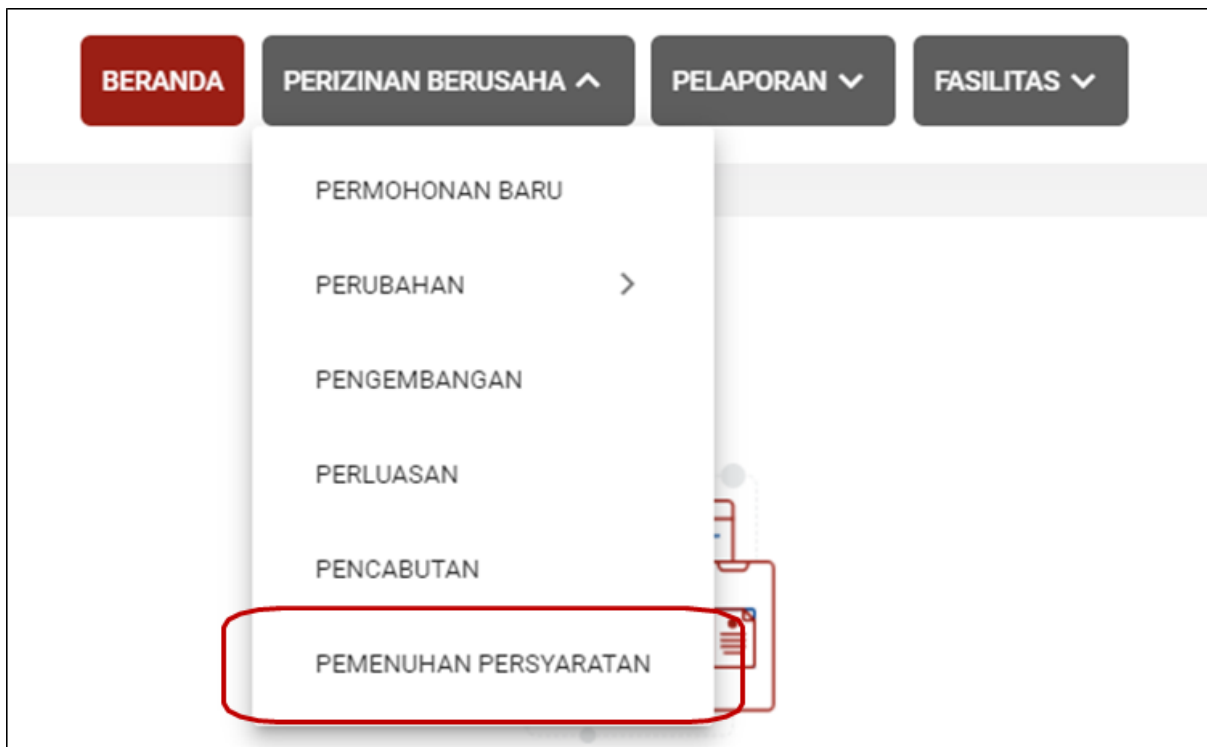 BERANDA
PERIZINAN BERUSAHA
PELAPORAN
FASILITAS
PERMOHONAN BARU
PERUBAHAN
PENGEMBANGAN
PERLUASAN
PENCABUTAN
PEMENUHAN PERSYARATAN